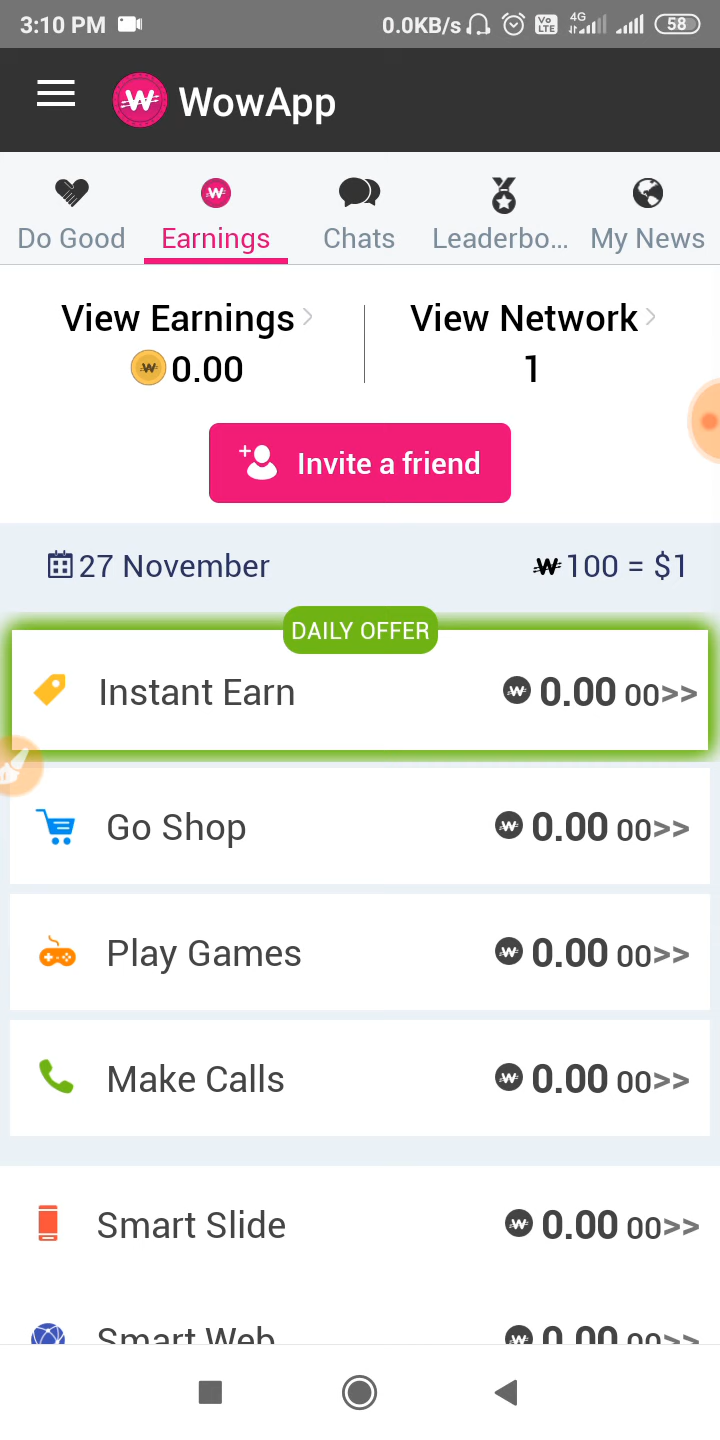 3:10 PM 0.0KB/s Vo LTE 4G 58
WowApp
Do Good Earnings Chats Leaderbo... My News
View Earnings View Network
0.00 1
Invite a friend
27 November 100 = $1
DAILY OFFER
Instant Earn 0.00 00>>
Go Shop 0.00 00>>
Play Games 0.00 00>>
Make Calls 0.00 00>>
Smart Slide 0.00 00>>
Smart Web 0.00 00>>